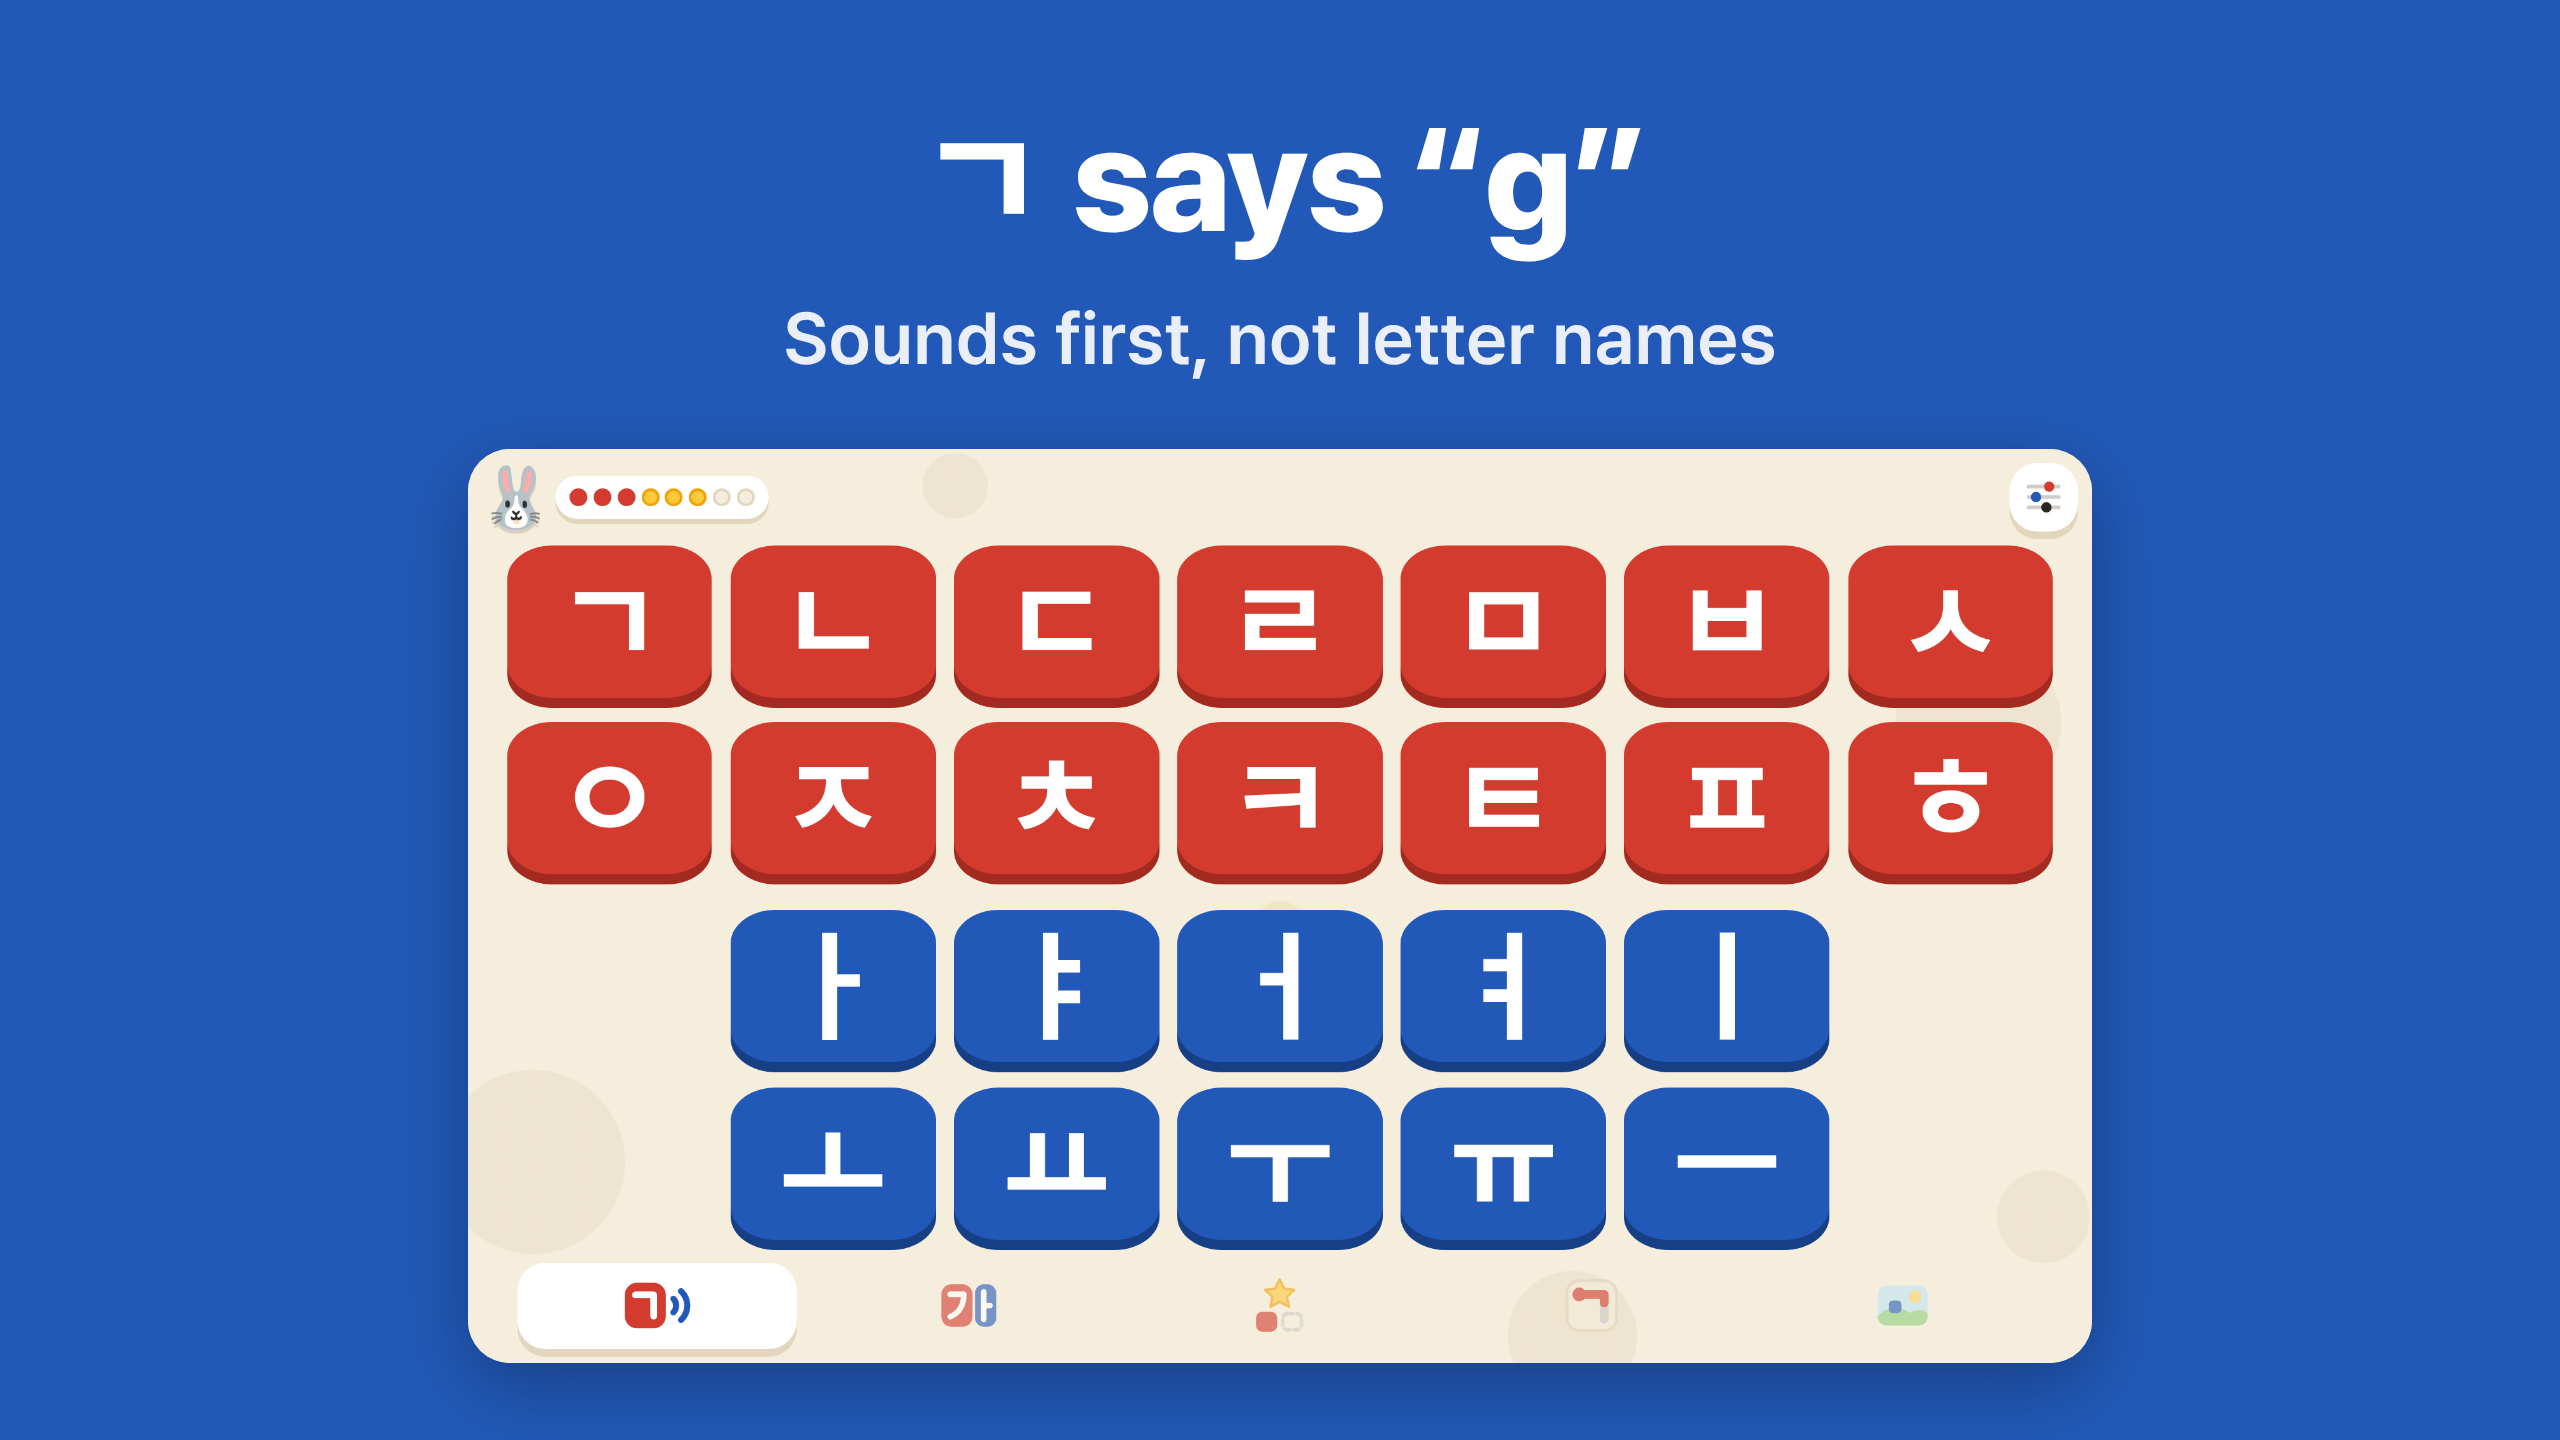 ㄱ says “g”
Sounds first, not letter names
ㄱ ㄴ ㄷ ㄹ ㅁ ㅂ ㅅ
ㅇ ㅈ ㅊ ㅋ ㅌ ㅍ ㅎ
ㅏ ㅑ ㅓ ㅕ ㅣ
ㅗ ㅛ ㅜ ㅠ ㅡ
ㄱ 가 ㄱ